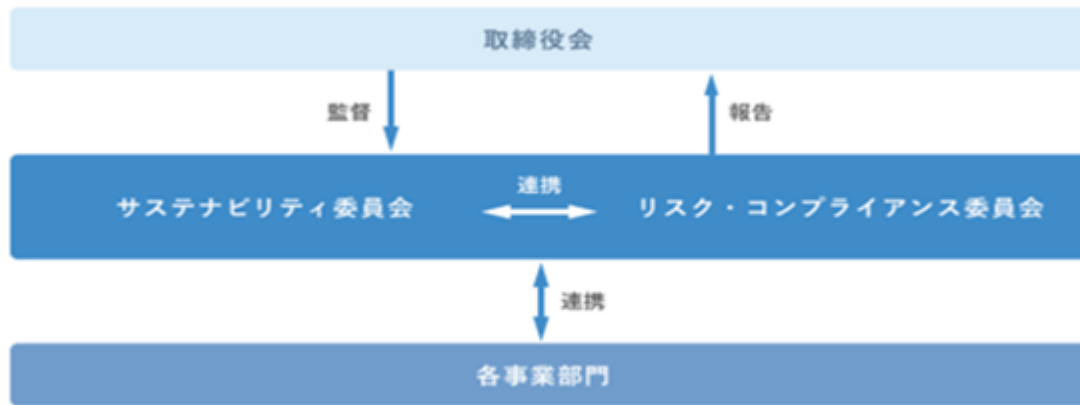 取締役会
監督
報告
連携
サステナビリティ委員会
リスク・コンプライアンス委員会
連携
各事業部門